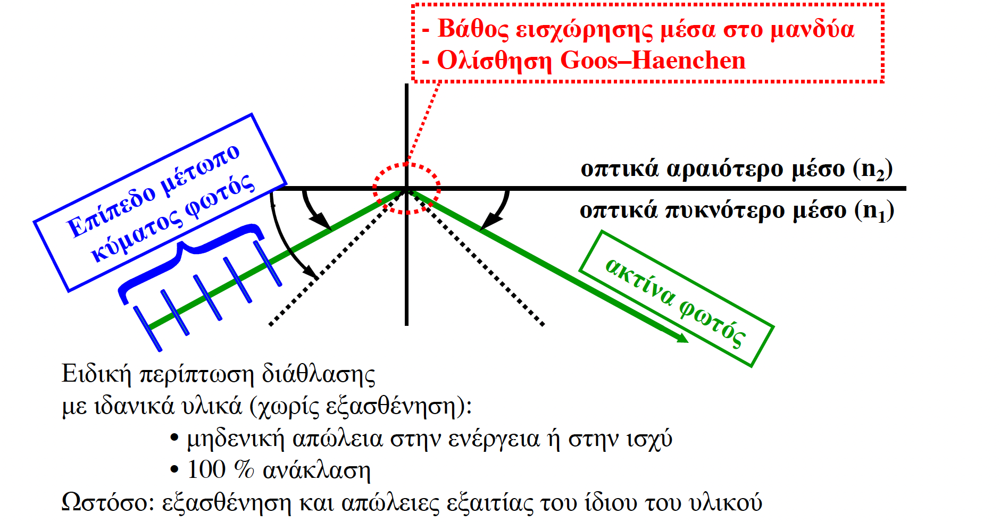 - Βάθος εισχώρησης μέσα στο μανδύα
- Ολίσθηση Goos–Haenchen
Επίπεδο μέτωπο
κύματος φωτός
οπτικά αραιότερο μέσο (n₂)
οπτικά πυκνότερο μέσο (n₁)
ακτίνα φωτός
Ειδική περίπτωση διάθλασης
με ιδανικά υλικά (χωρίς εξασθένηση):
• μηδενική απώλεια στην ενέργεια ή στην ισχύ
• 100 % ανάκλαση
Ωστόσο: εξασθένηση και απώλειες εξαιτίας του ίδιου του υλικού